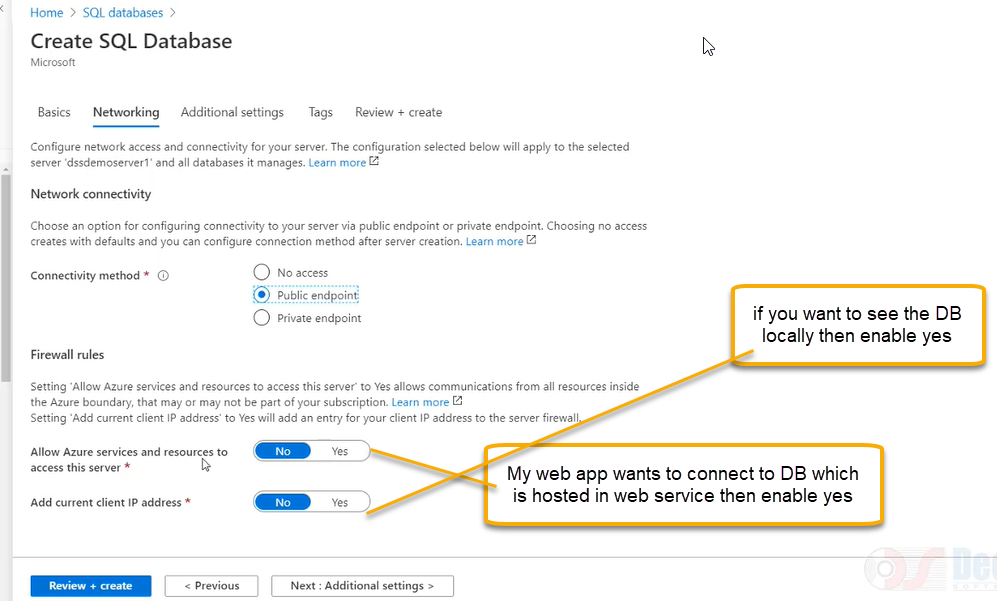 Home > SQL databases >
Create SQL Database
Microsoft
Basics Networking Additional settings Tags Review + create
Configure network access and connectivity for your server. The configuration selected below will apply to the selected
server 'dssdemoserver1' and all databases it manages. Learn more
Network connectivity
Choose an option for configuring connectivity to your server via public endpoint or private endpoint. Choosing no access
creates with defaults and you can configure connection method after server creation. Learn more
Connectivity method *
No access
Public endpoint
Private endpoint
if you want to see the DB
locally then enable yes
Firewall rules
Setting 'Allow Azure services and resources to access this server' to Yes allows communications from all resources inside
the Azure boundary, that may or may not be part of your subscription. Learn more
Setting 'Add current client IP address' to Yes will add an entry for your client IP address to the server firewall.
Allow Azure services and resources to
access this server *
No Yes
My web app wants to connect to DB which
is hosted in web service then enable yes
Add current client IP address *
No Yes
Review + create < Previous Next : Additional settings >